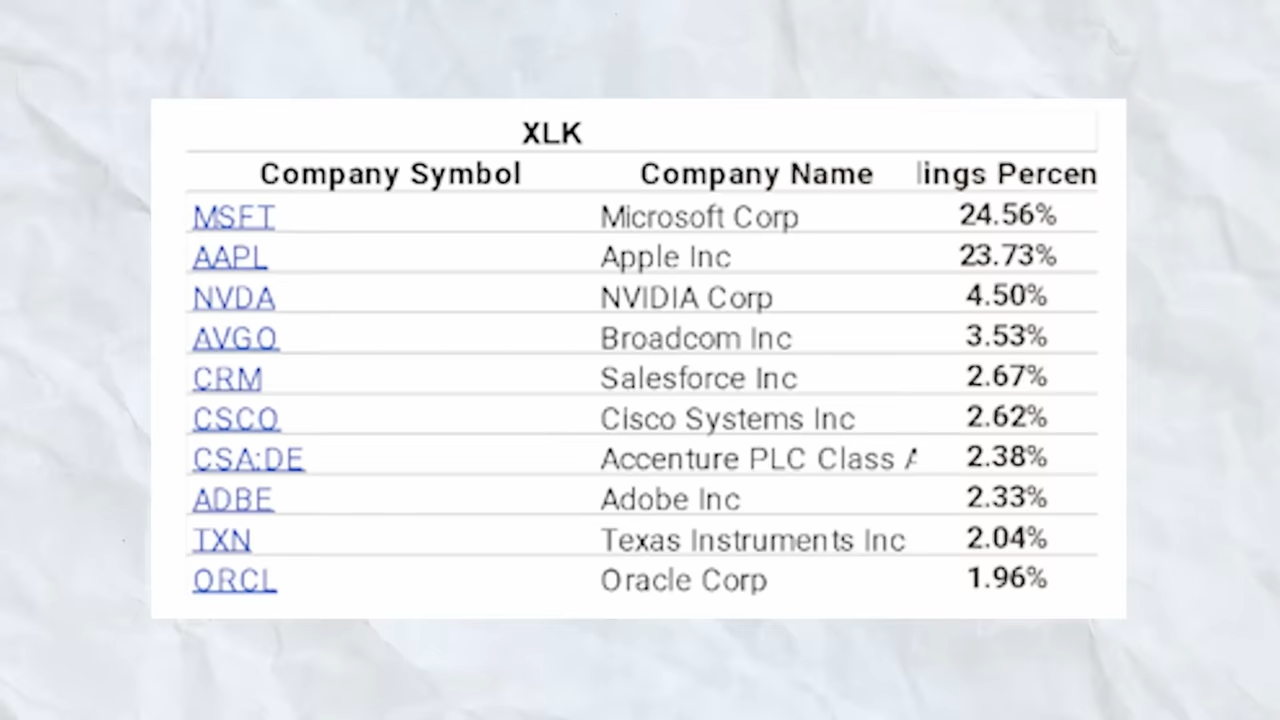 XLK
Company Symbol Company Name lings Percen
MSFT Microsoft Corp 24.56%
AAPL Apple Inc 23.73%
NVDA NVIDIA Corp 4.50%
AVGO Broadcom Inc 3.53%
CRM Salesforce Inc 2.67%
CSCO Cisco Systems Inc 2.62%
CSA:DE Accenture PLC Class A 2.38%
ADBE Adobe Inc 2.33%
TXN Texas Instruments Inc 2.04%
ORCL Oracle Corp 1.96%